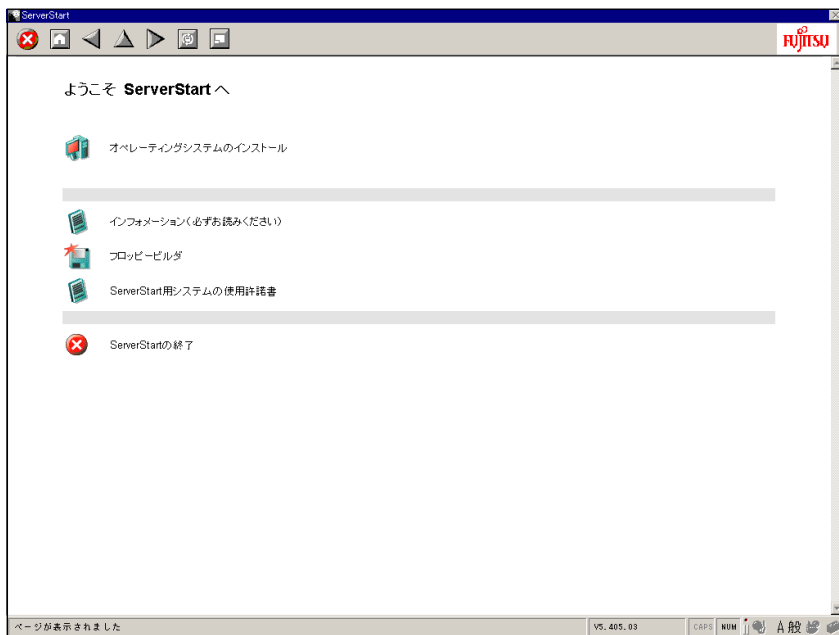 ServerStart
FUJITSU
ようこそ ServerStart へ
オペレーティングシステムのインストール
インフォメーション(必ずお読みください)
フロッピービルダ
ServerStart用システムの使用許諾書
ServerStartの終了
ページが表示されました
V5.405.03
CAPS
NUM
A 般